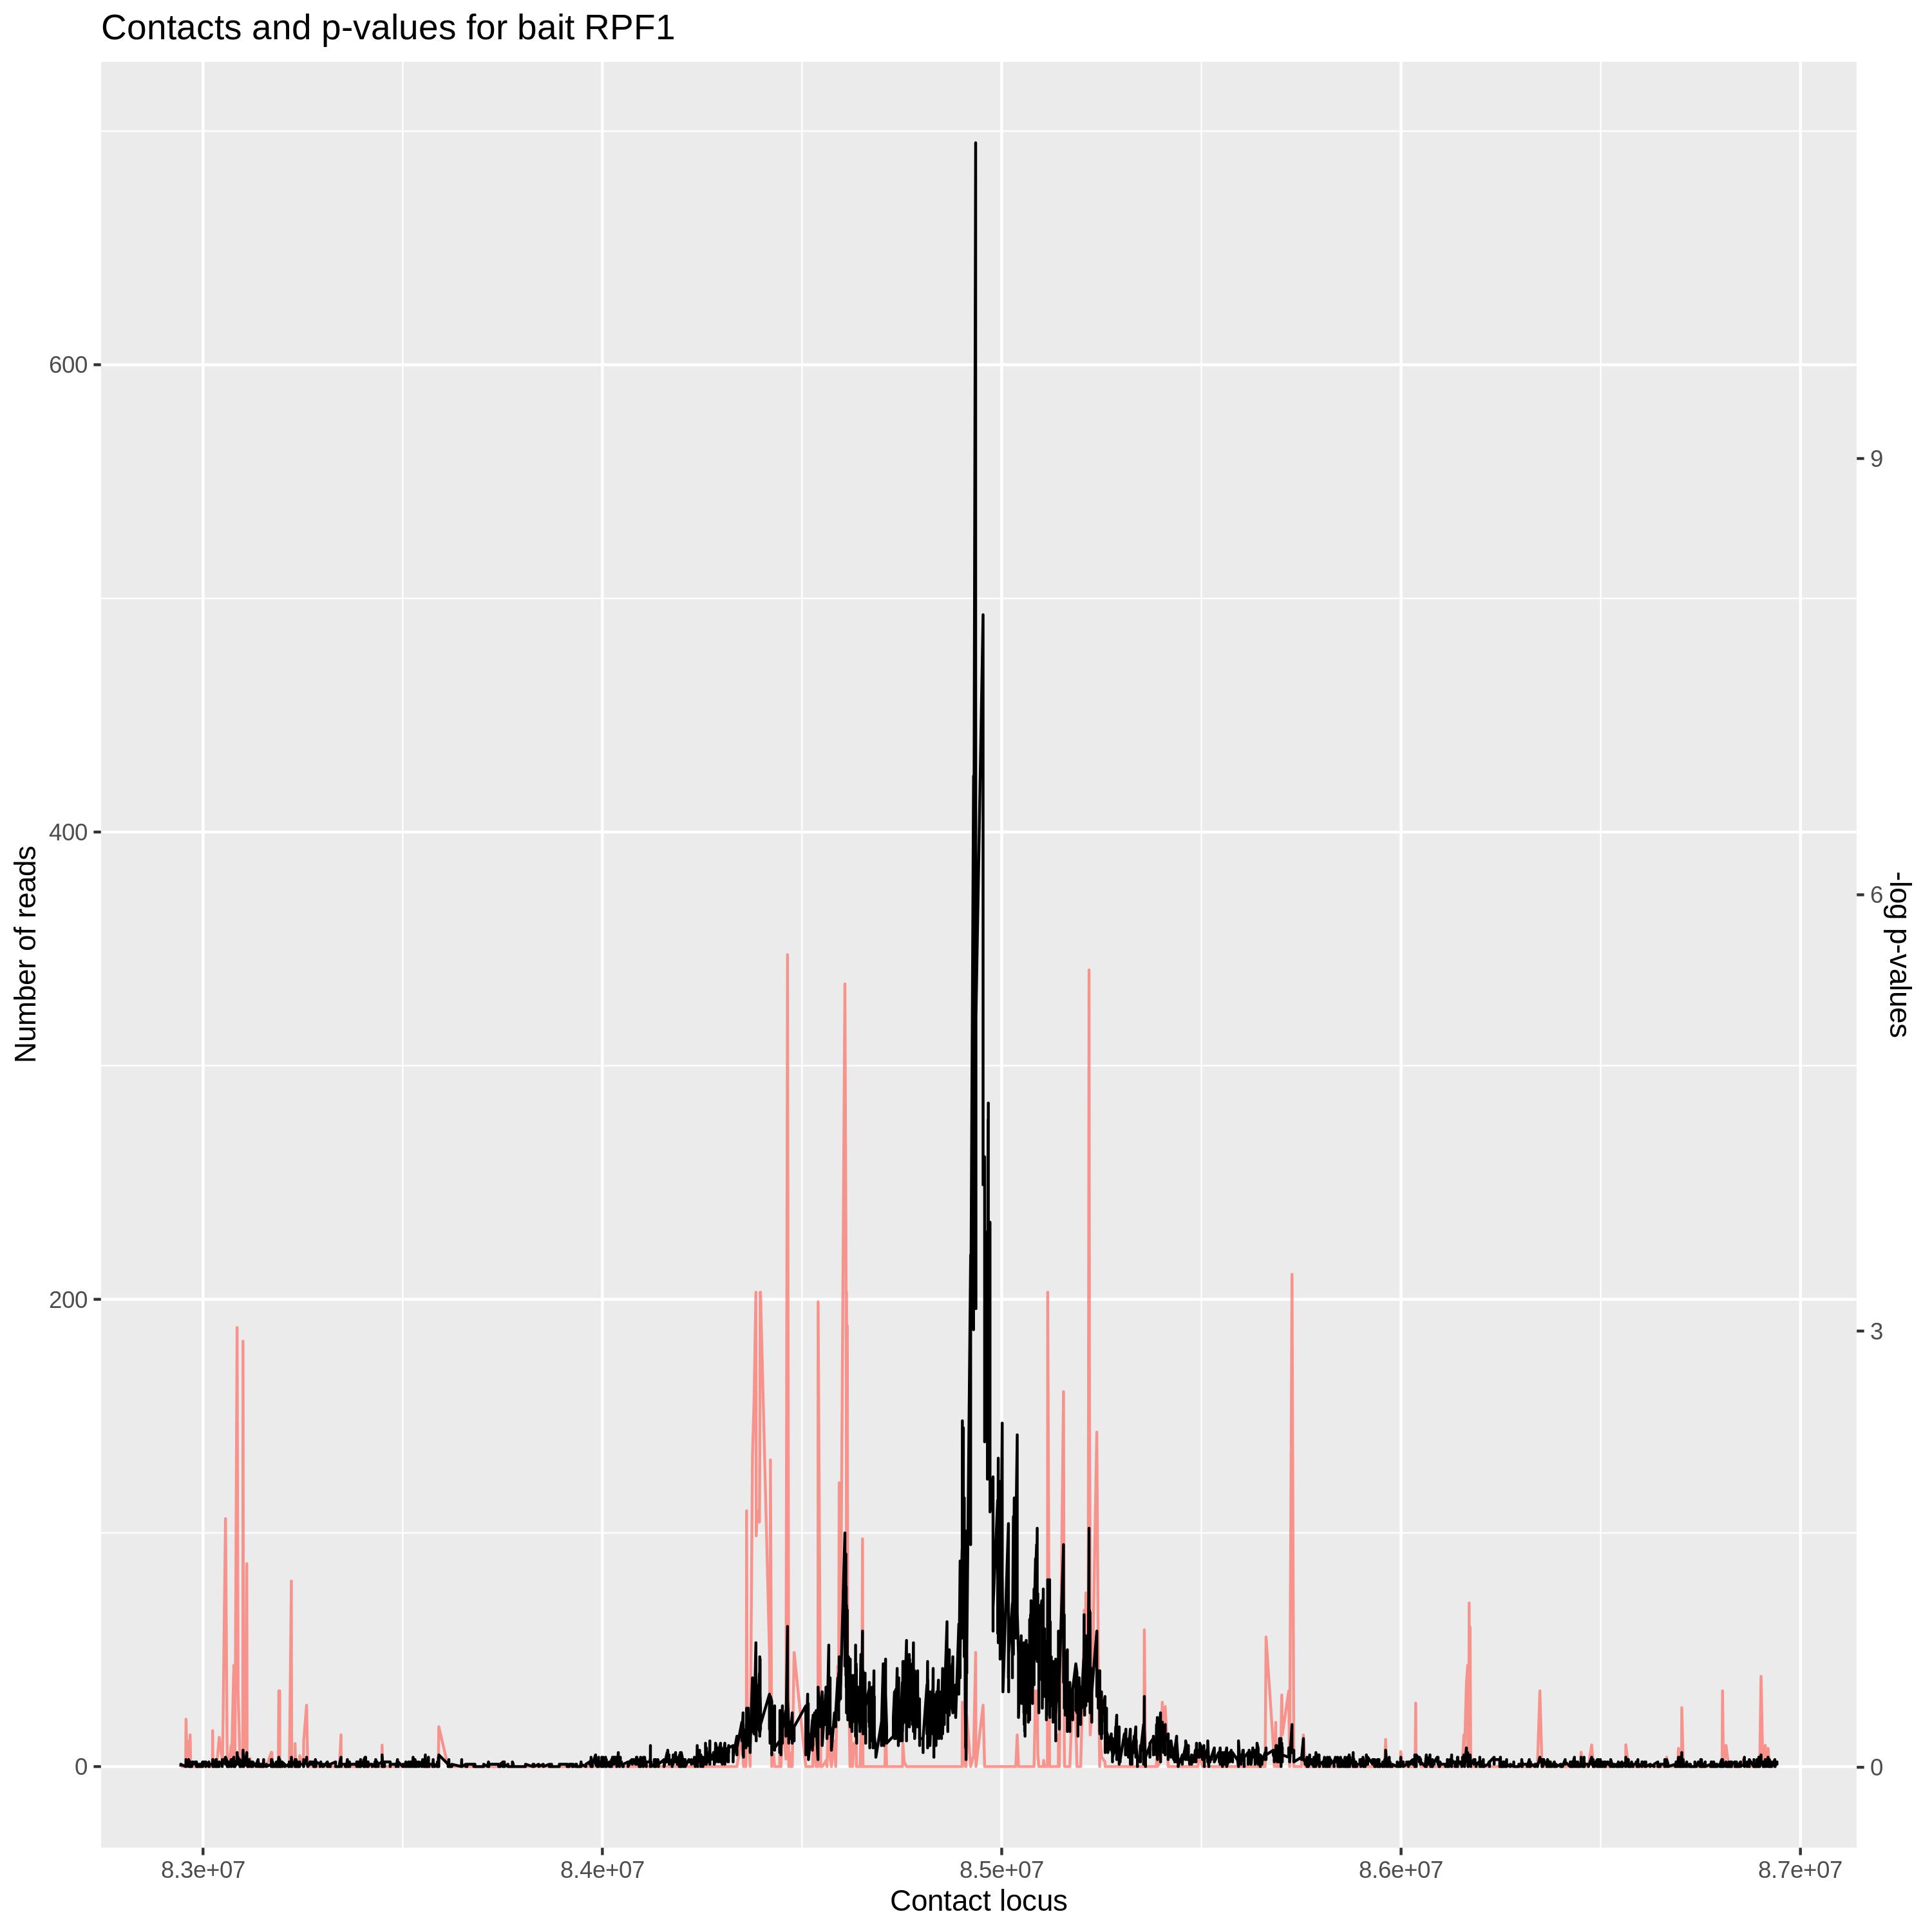 Contacts and p-values for bait RPF1
600
400
200
0
Number of reads
9
6
3
0
-log p-values
8.3e+07
8.4e+07
8.5e+07
8.6e+07
8.7e+07
Contact locus